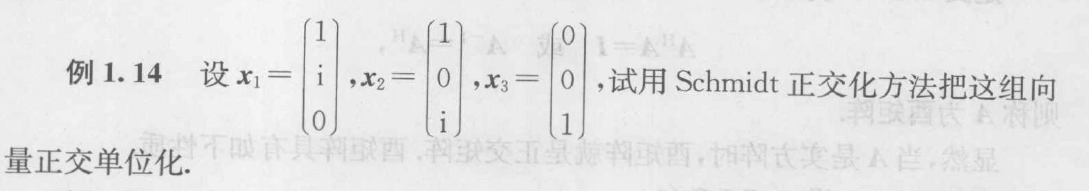 例 1.14 设 x₁ = (1 i 0), x₂ = (1 0 i), x₃ = (0 0 1), 试用 Schmidt 正交化方法把这组向
量正交单位化.